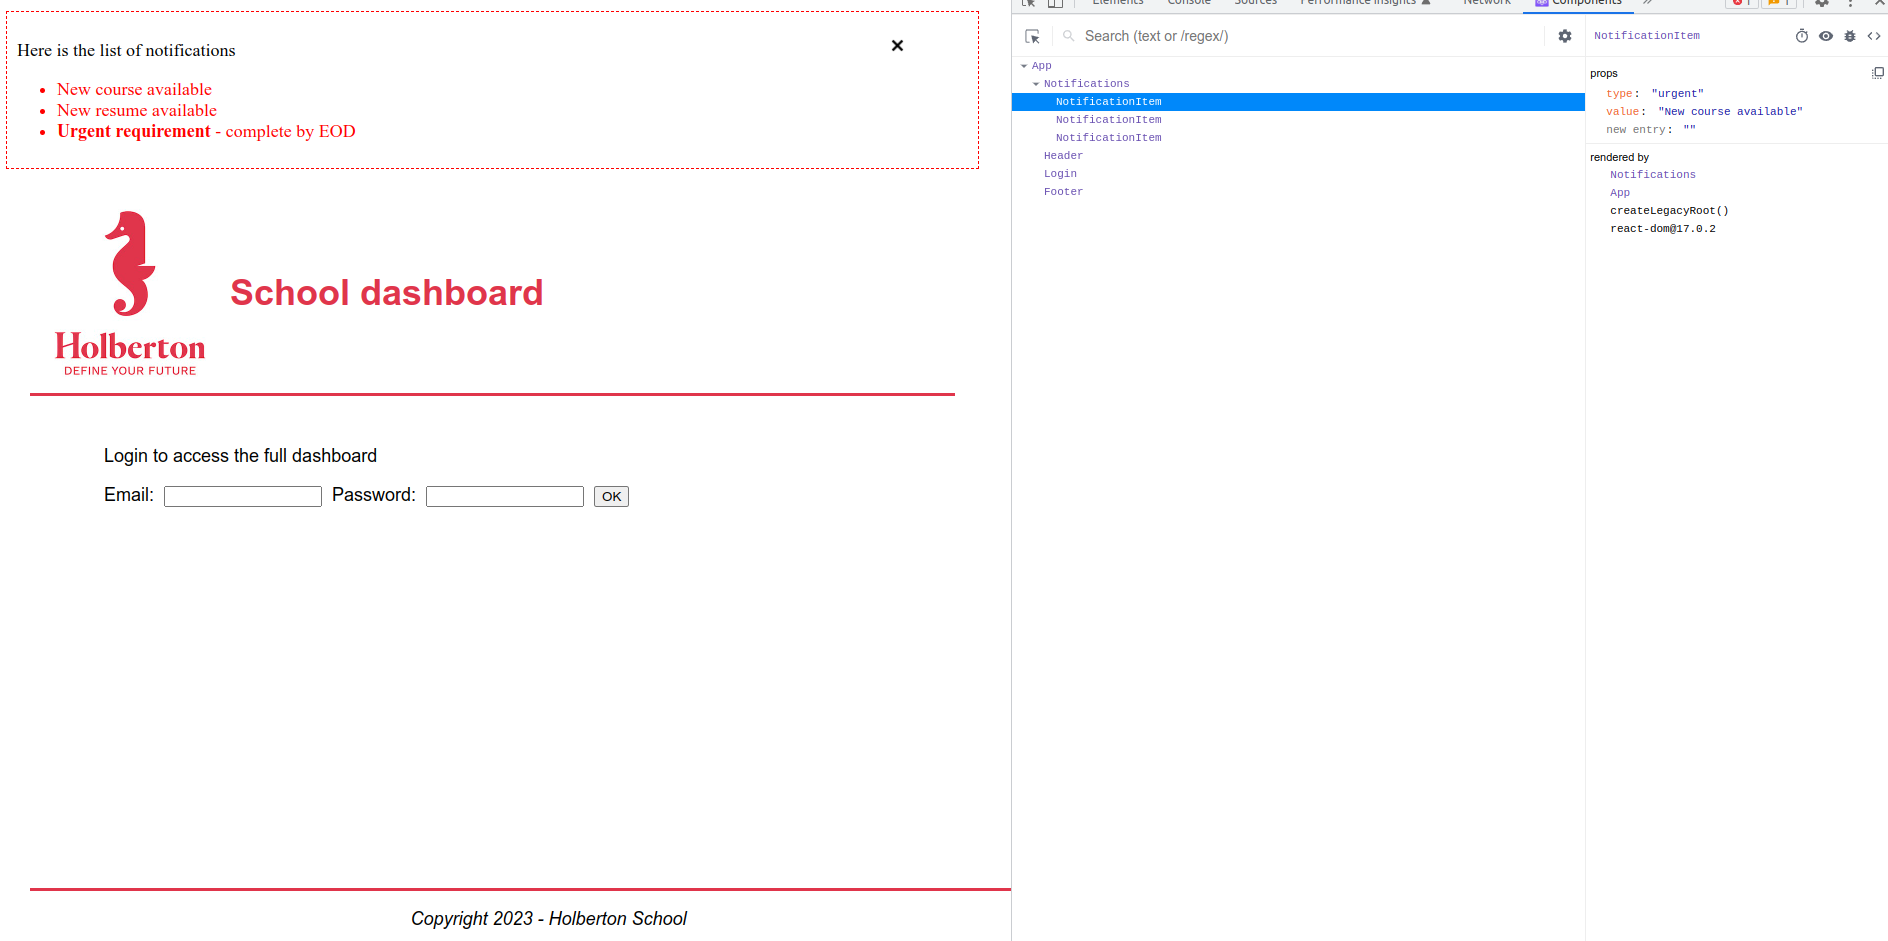 Here is the list of notifications
New course available
New resume available
Urgent requirement - complete by EOD
Holberton
DEFINE YOUR FUTURE
School dashboard
Login to access the full dashboard
Email: Password: OK
Copyright 2023 - Holberton School
Elements Console Sources Performance insights Network Components 1 1
Search (text or /regex/)
App
Notifications
NotificationItem
NotificationItem
NotificationItem
Header
Login
Footer
NotificationItem
props
type: "urgent"
value: "New course available"
new entry: ""
rendered by
Notifications
App
createLegacyRoot()
react-dom@17.0.2